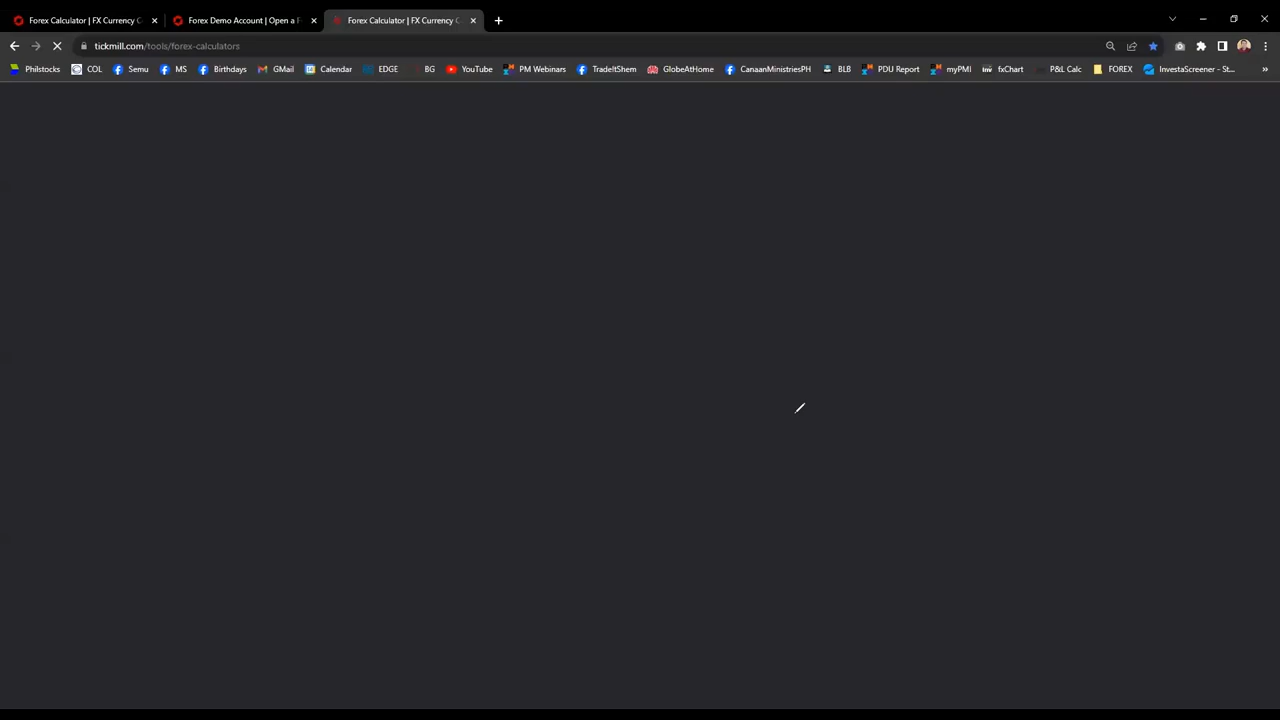 Forex Calculator | FX Currency C
Forex Demo Account | Open a F
Forex Calculator | FX Currency C
tickmill.com/tools/forex-calculators
Philstocks COL Semu MS Birthdays GMail Calendar EDGE BG YouTube PM Webinars TradeItShem GlobeAtHome CanaanMinistriesPH BLB PDU Report myPMI fxChart P&L Calc FOREX InvestaScreener - St...